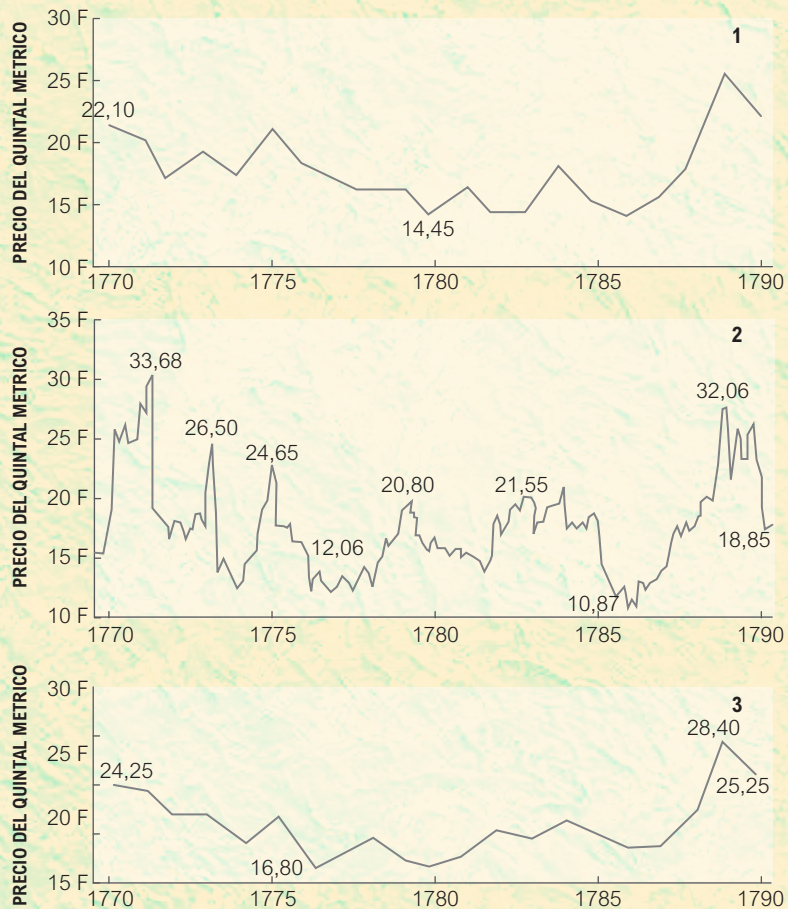 PRECIO DEL QUINTAL METRICO
30 F
1
25 F
22,10
20 F
15 F
14,45
10 F
1770 1775 1780 1785 1790
PRECIO DEL QUINTAL METRICO
35 F
2
33,68
30 F
32,06
26,50
25 F
24,65
20,80
21,55
20 F
12,06
18,85
15 F
10,87
10 F
1770 1775 1780 1785 1790
PRECIO DEL QUINTAL METRICO
30 F
3
28,40
25 F
24,25
25,25
20 F
16,80
15 F
1770 1775 1780 1785 1790